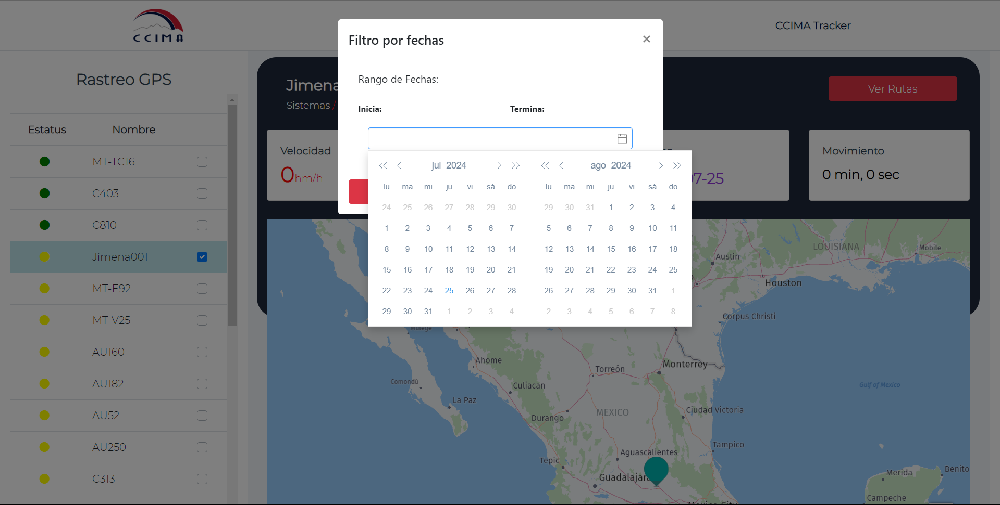 CCIMA
CCIMA Tracker
Rastreo GPS
Estatus Nombre
MT-TC16
C403
C810
Jimena001
MT-E92
MT-V25
AU160
AU182
AU52
AU250
C313
Jimena
Sistemas /
Ver Rutas
Velocidad
0hm/h
07-25
Movimiento
0 min, 0 sec
Filtro por fechas
×
Rango de Fechas:
Inicia: Termina:
jul 2024
lu ma mi ju vi sá do
24 25 26 27 28 29 30
1 2 3 4 5 6 7
8 9 10 11 12 13 14
15 16 17 18 19 20 21
22 23 24 25 26 27 28
29 30 31 1 2 3 4
ago 2024
lu ma mi ju vi sá do
29 30 31 1 2 3 4
5 6 7 8 9 10 11
12 13 14 15 16 17 18
19 20 21 22 23 24 25
26 27 28 29 30 31 1
2 3 4 5 6 7 8
LOUISIANA
Mobile
Austin
Houston
Corpus Christi
Mulegé
Ahome
Monterrey
Torreón
Comondú
Culiacan
Gulf of Mexico
La Paz
Ciudad Victoria
MEXICO
Durango
Tampico
Aguascalientes
Tepic
Benito
Merida
Guadalajara
Campeche
Mexico City